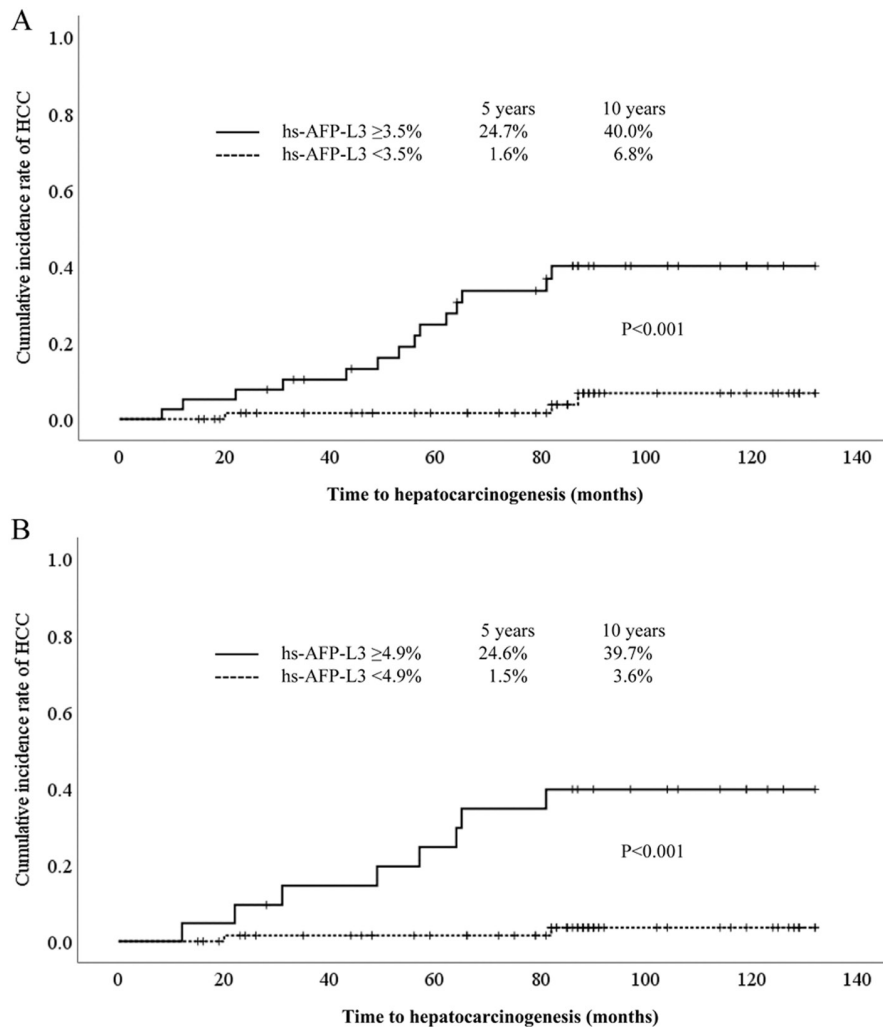 A
1.0
0.8
0.6
0.4
0.2
0.0
Cumulative incidence rate of HCC
5 years 10 years
hs-AFP-L3 ≥3.5% 24.7% 40.0%
hs-AFP-L3 <3.5% 1.6% 6.8%
P<0.001
0 20 40 60 80 100 120 140
Time to hepatocarcinogenesis (months)
B
1.0
0.8
0.6
0.4
0.2
0.0
Cumulative incidence rate of HCC
5 years 10 years
hs-AFP-L3 ≥4.9% 24.6% 39.7%
hs-AFP-L3 <4.9% 1.5% 3.6%
P<0.001
0 20 40 60 80 100 120 140
Time to hepatocarcinogenesis (months)